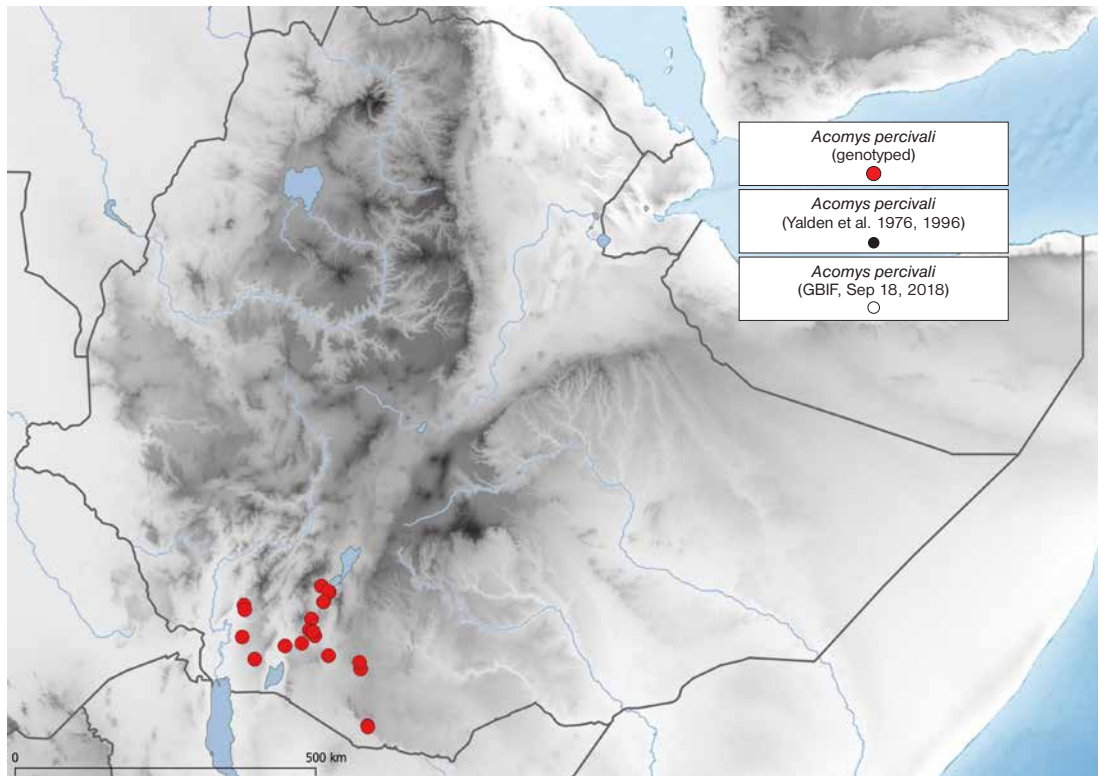 Acomys percivali
(genotyped)
Acomys percivali
(Yalden et al. 1976, 1996)
Acomys percivali
(GBIF, Sep 18, 2018)
0
500 km